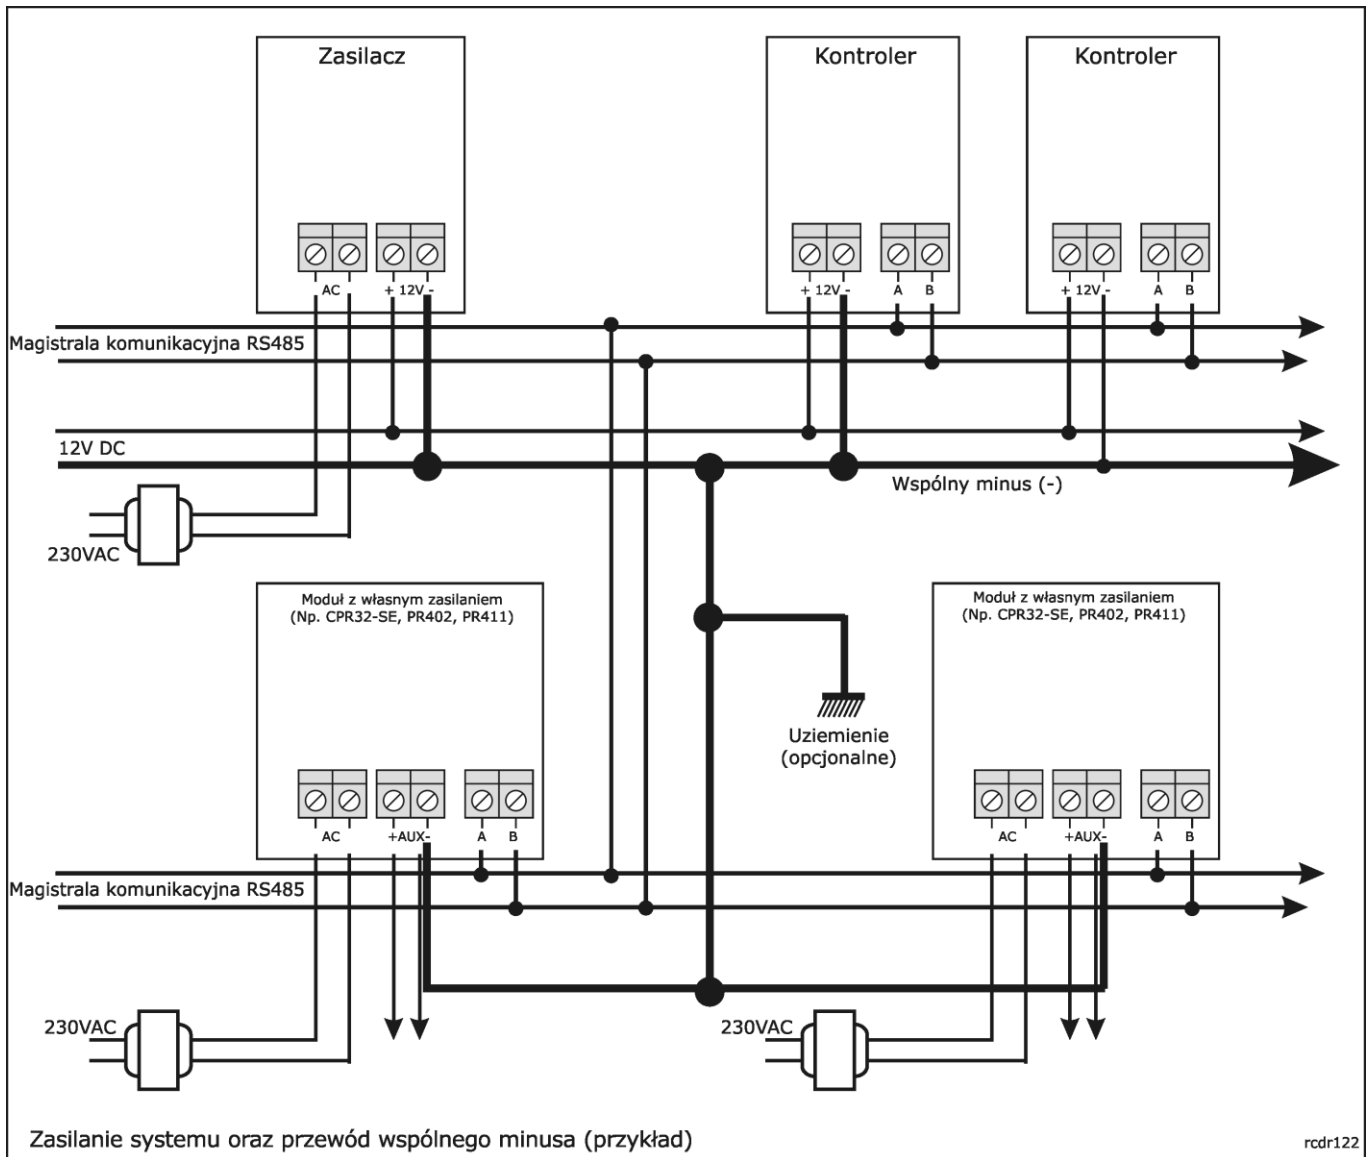 Zasilacz
Kontroler
Kontroler
AC
+ 12V -
+ 12V -
A
B
+ 12V -
A
B
Magistrala komunikacyjna RS485
12V DC
Wspólny minus (-)
230VAC
Moduł z własnym zasilaniem
(Np. CPR32-SE, PR402, PR411)
Moduł z własnym zasilaniem
(Np. CPR32-SE, PR402, PR411)
Uziemienie
(opcjonalne)
AC
+AUX-
A
B
AC
+AUX-
A
B
Magistrala komunikacyjna RS485
230VAC
230VAC
Zasilanie systemu oraz przewód wspólnego minusa (przykład)
rcdr122